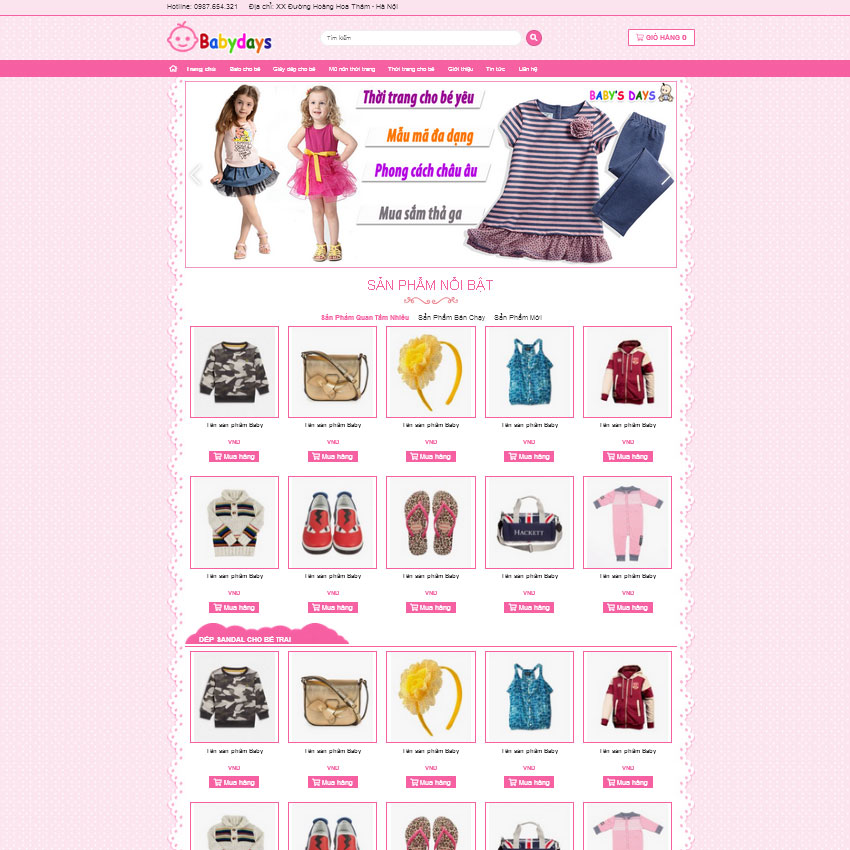 Hotline: 0987.654.321 Địa chỉ: XX Đường Hoàng Hoa Thám - Hà Nội
Babydays
Tìm kiếm
GIỎ HÀNG 0
Trang chủ Balo cho bé Giày dép cho bé Mũ nón thời trang Thời trang cho bé Giới thiệu Tin tức Liên hệ
BABY'S DAYS
Thời trang cho bé yêu
Mẫu mã đa dạng
Phong cách châu âu
Mua sắm thả ga
SẢN PHẨM NỔI BẬT
Sản Phẩm Quan Tâm Nhiều Sản Phẩm Bán Chạy Sản Phẩm Mới
Tên sản phẩm Baby Tên sản phẩm Baby Tên sản phẩm Baby Tên sản phẩm Baby Tên sản phẩm Baby
VNĐ VNĐ VNĐ VNĐ VNĐ
Mua hàng Mua hàng Mua hàng Mua hàng Mua hàng
HACKETT
Tên sản phẩm Baby Tên sản phẩm Baby Tên sản phẩm Baby Tên sản phẩm Baby Tên sản phẩm Baby
VNĐ VNĐ VNĐ VNĐ VNĐ
Mua hàng Mua hàng Mua hàng Mua hàng Mua hàng
DÉP SANDAL CHO BÉ TRAI
Tên sản phẩm Baby Tên sản phẩm Baby Tên sản phẩm Baby Tên sản phẩm Baby Tên sản phẩm Baby
VNĐ VNĐ VNĐ VNĐ VNĐ
Mua hàng Mua hàng Mua hàng Mua hàng Mua hàng